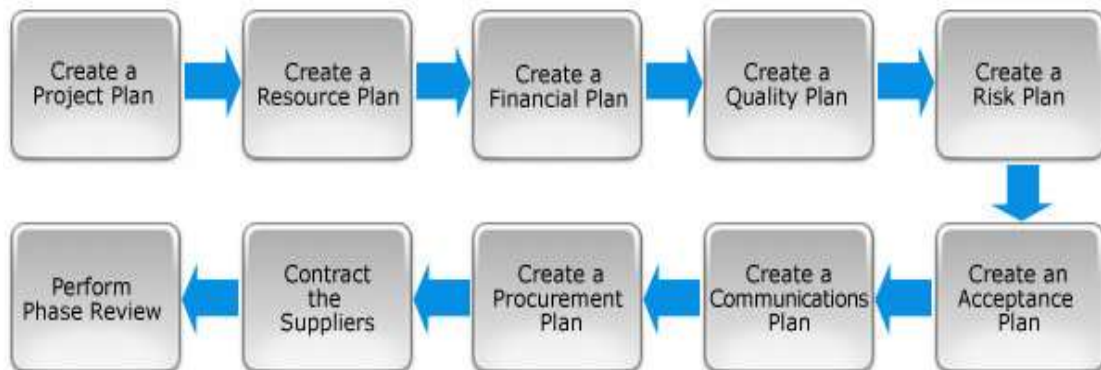 Create a
Project Plan
Create a
Resource Plan
Create a
Financial Plan
Create a
Quality Plan
Create a
Risk Plan
Create an
Acceptance
Plan
Create a
Communications
Plan
Create a
Procurement
Plan
Contract
the
Suppliers
Perform
Phase Review